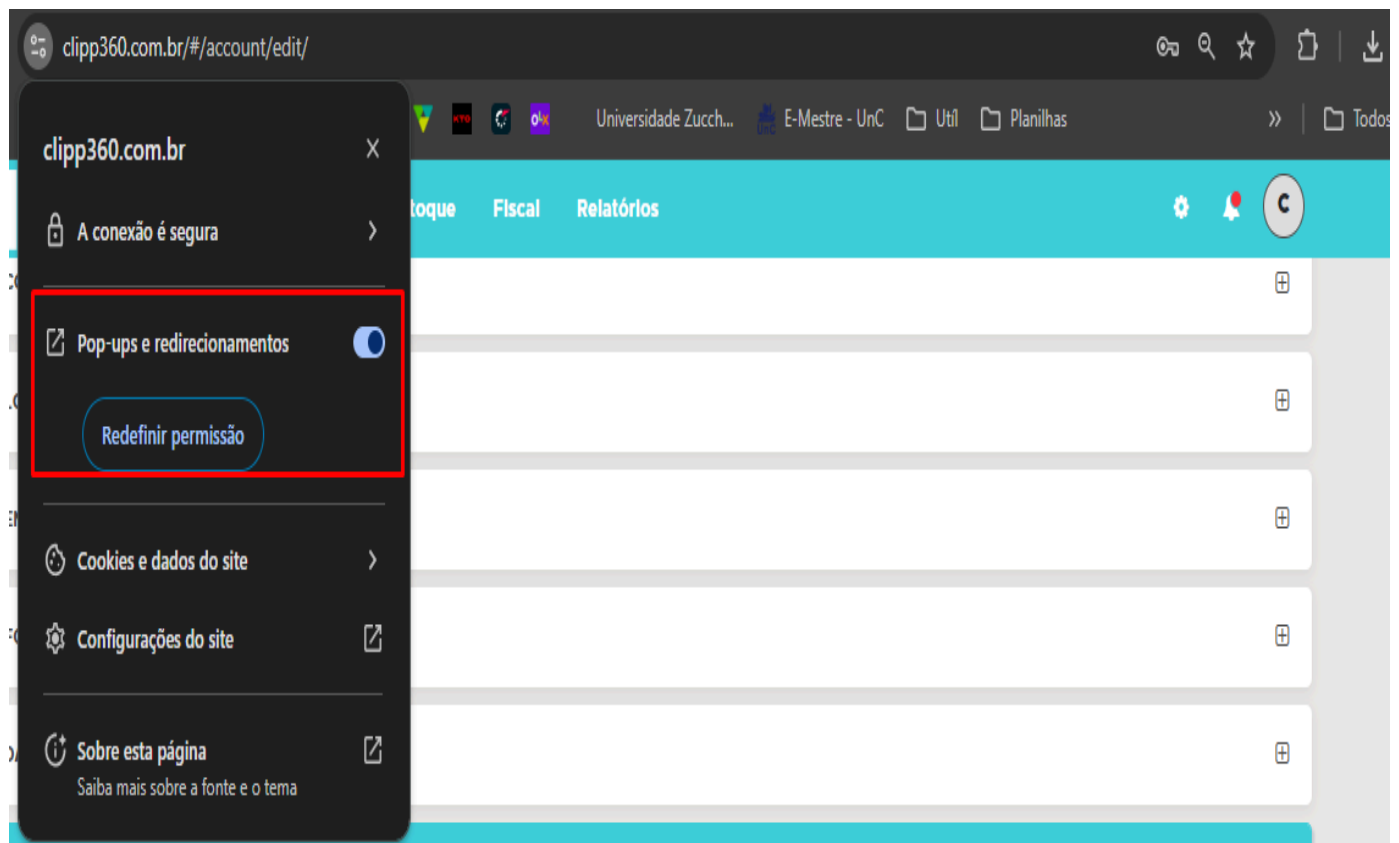 clipp360.com.br/#/account/edit/
olx
Universidade Zucch...
E-Mestre - UnC
Utíl
Planilhas
»
Todos
clipp360.com.br
A conexão é segura
Pop-ups e redirecionamentos
Redefinir permissão
Cookies e dados do site
Configurações do site
Sobre esta página
Saiba mais sobre a fonte e o tema
toque
Fiscal
Relatórios
C